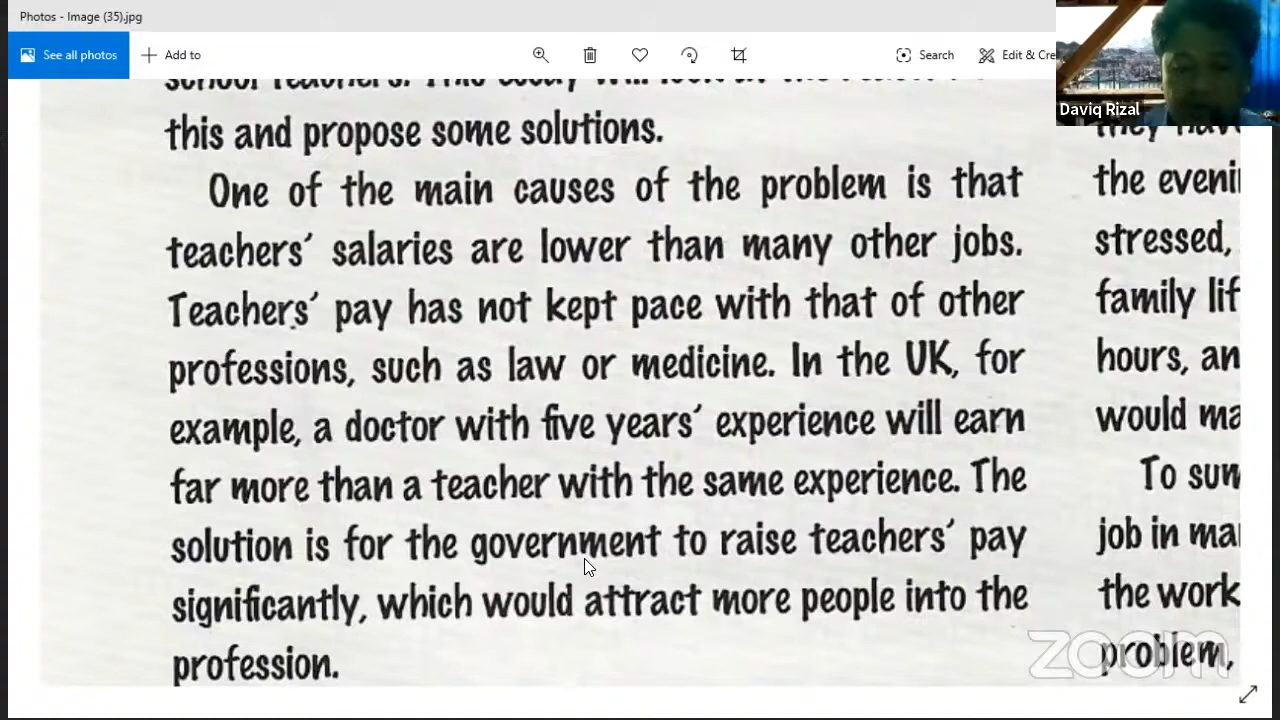 Photos - Image (35).jpg
See all photos
Add to
Search
Edit & Cre
Daviq Rizal
this and propose some solutions.
One of the main causes of the problem is that
teachers' salaries are lower than many other jobs.
Teachers' pay has not kept pace with that of other
professions, such as law or medicine. In the UK, for
example, a doctor with five years' experience will earn
far more than a teacher with the same experience. The
solution is for the government to raise teachers' pay
significantly, which would attract more people into the
profession.
they have
the eveni
stressed,
family lif
hours, an
would ma
To sum
job in ma
the work
problem,
zoom